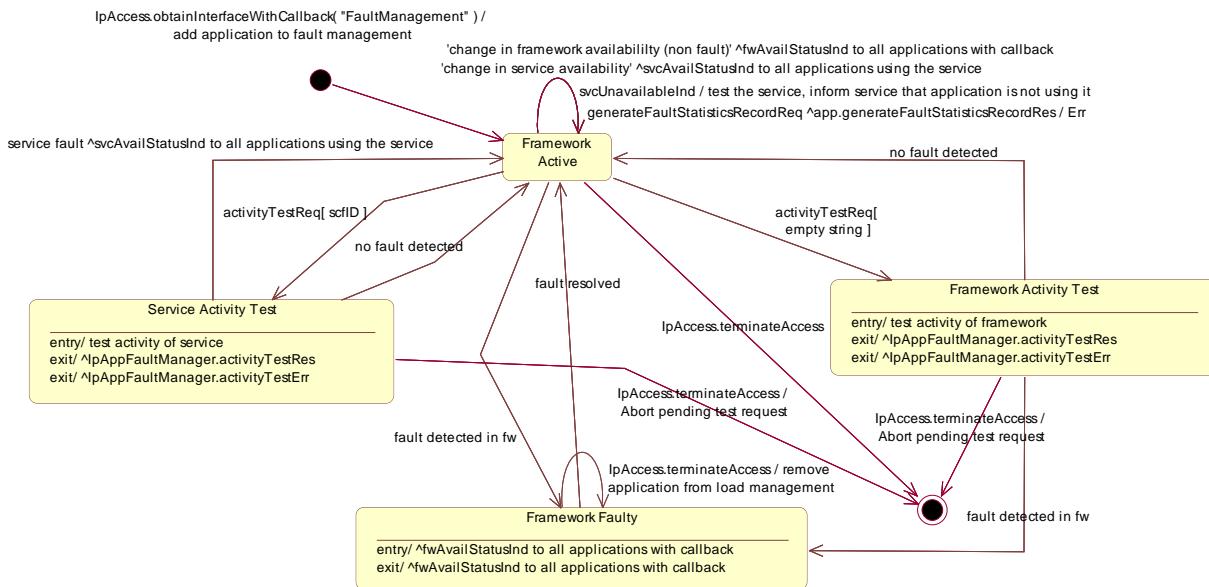 IpAccess.obtainInterfaceWithCallback( "FaultManagement" ) /
add application to fault management
'change in framework availabililty (non fault)' ^fwAvailStatusInd to all applications with callback
'change in service availability' ^svcAvailStatusInd to all applications using the service
svcUnavailableInd / test the service, inform service that application is not using it
generateFaultStatisticsRecordReq ^app.generateFaultStatisticsRecordRes / Err
service fault ^svcAvailStatusInd to all applications using the service
Framework
Active
no fault detected
activityTestReq[ scfID ]
activityTestReq[
empty string ]
no fault detected
fault resolved
Service Activity Test
entry/ test activity of service
exit/ ^IpAppFaultManager.activityTestRes
exit/ ^IpAppFaultManager.activityTestErr
Framework Activity Test
entry/ test activity of framework
exit/ ^IpAppFaultManager.activityTestRes
exit/ ^IpAppFaultManager.activityTestErr
IpAccess.terminateAccess
IpAccess.terminateAccess /
Abort pending test request
IpAccess.terminateAccess /
Abort pending test request
fault detected in fw
IpAccess.terminateAccess / remove
application from load management
fault detected in fw
Framework Faulty
entry/ ^fwAvailStatusInd to all applications with callback
exit/ ^fwAvailStatusInd to all applications with callback